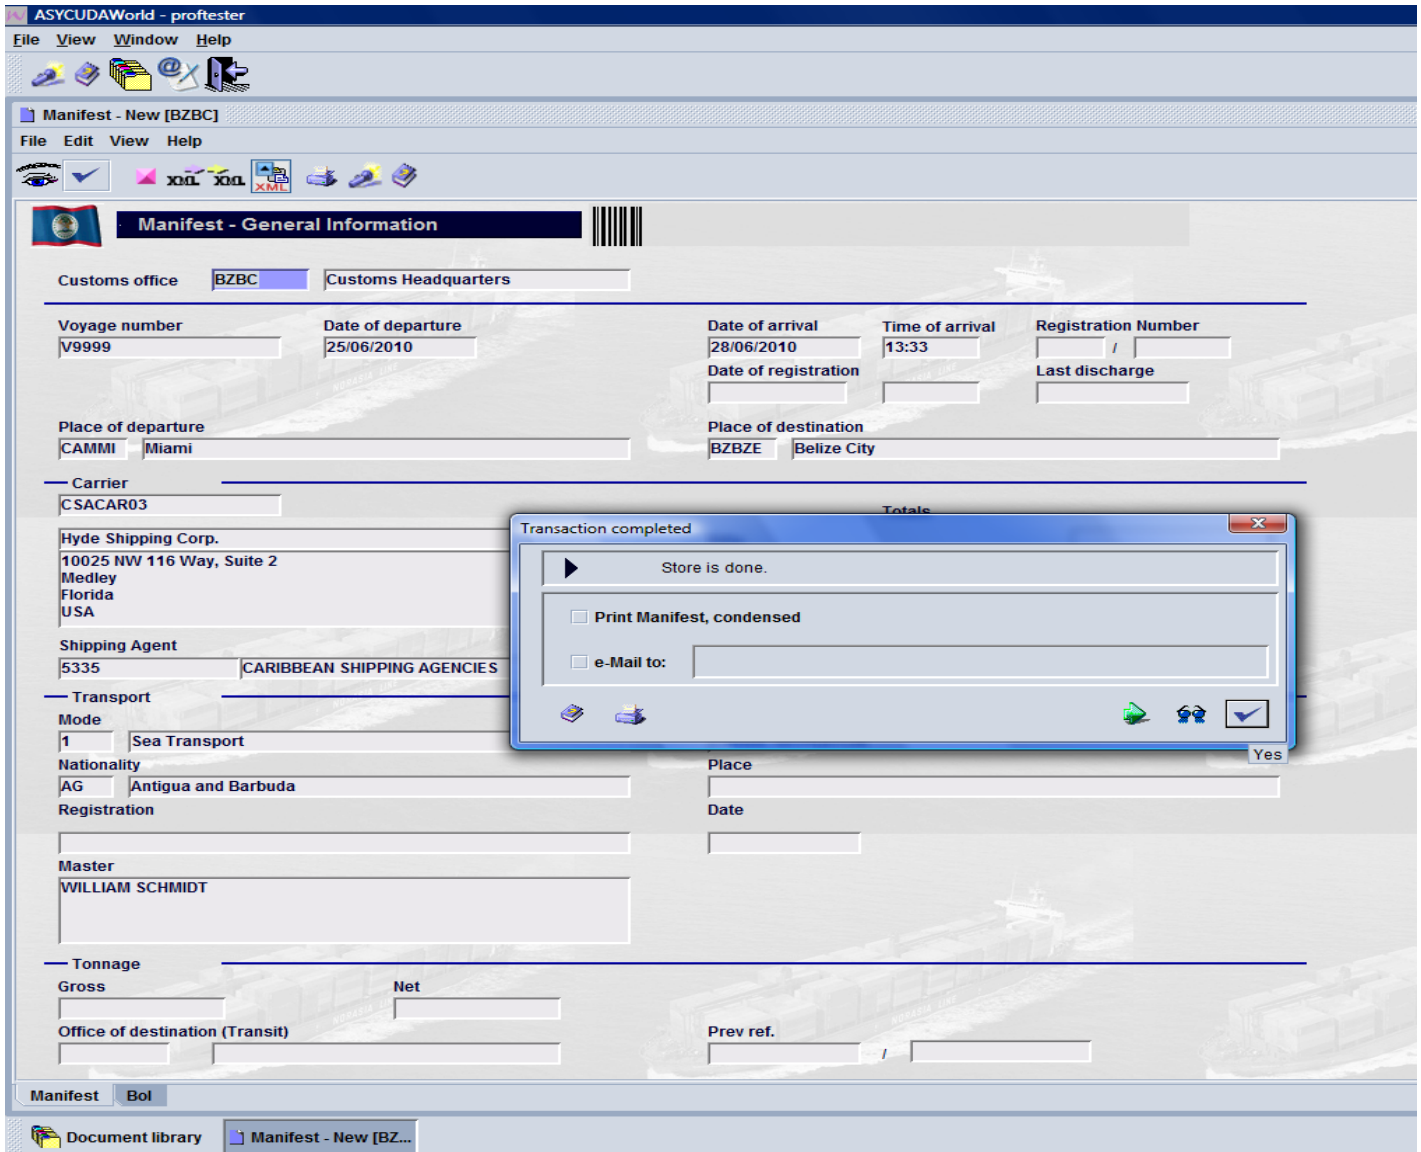 ASYCUDAWorld - proftester
File View Window Help
Manifest - New [BZBC]
File Edit View Help
XML XML XML
Manifest - General Information
Customs office BZBC Customs Headquarters
Voyage number Date of departure Date of arrival Time of arrival Registration Number
V9999 25/06/2010 28/06/2010 13:33 /
Date of registration Last discharge
Place of departure Place of destination
CAMMI Miami BZBZE Belize City
Carrier
CSACAR03 Totals
Hyde Shipping Corp.
10025 NW 116 Way, Suite 2
Medley
Florida
USA
Shipping Agent
5335 CARIBBEAN SHIPPING AGENCIES
Transaction completed
Store is done.
Print Manifest, condensed
e-Mail to:
Yes
Transport
Mode
1 Sea Transport
Nationality Place
AG Antigua and Barbuda
Registration Date
Master
WILLIAM SCHMIDT
Tonnage
Gross Net
Office of destination (Transit) Prev ref.
/
Manifest Bol
Document library Manifest - New [BZ...